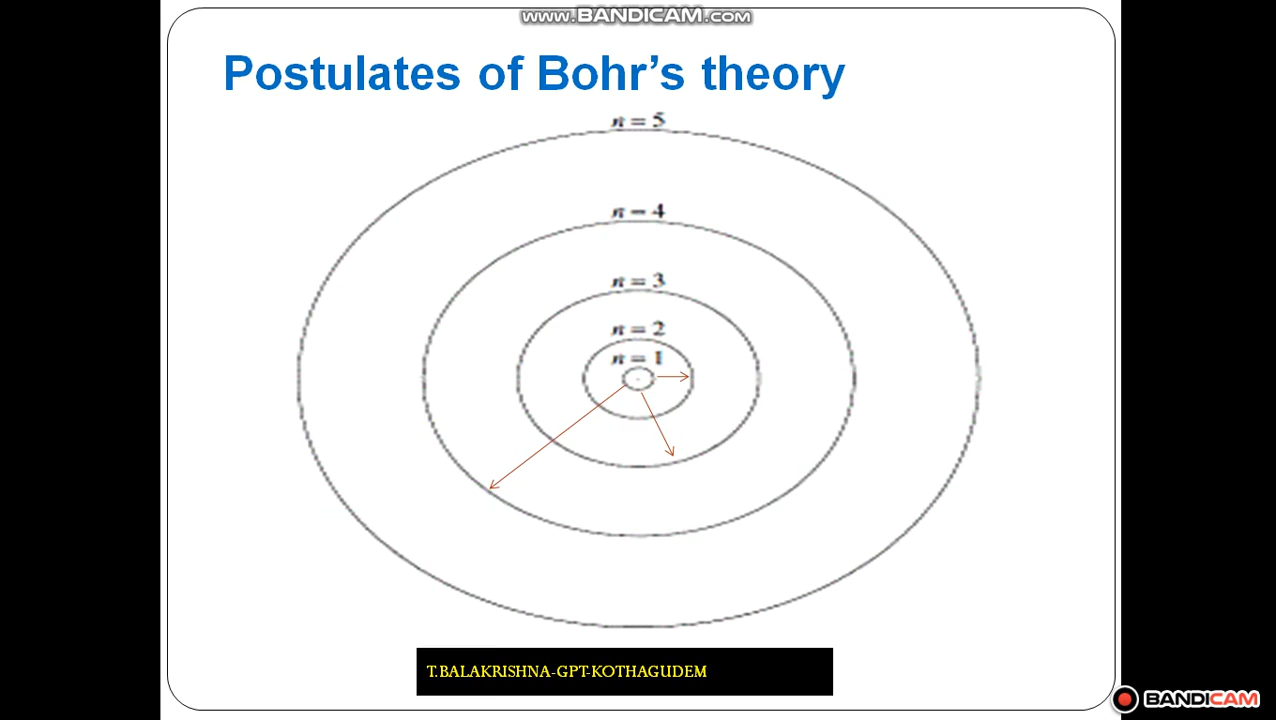 www.BANDICAM.com
Postulates of Bohr's theory
n = 5
n = 4
n = 3
n = 2
n = 1
T.BALAKRISHNA-GPT-KOTHAGUDEM
BANDICAM